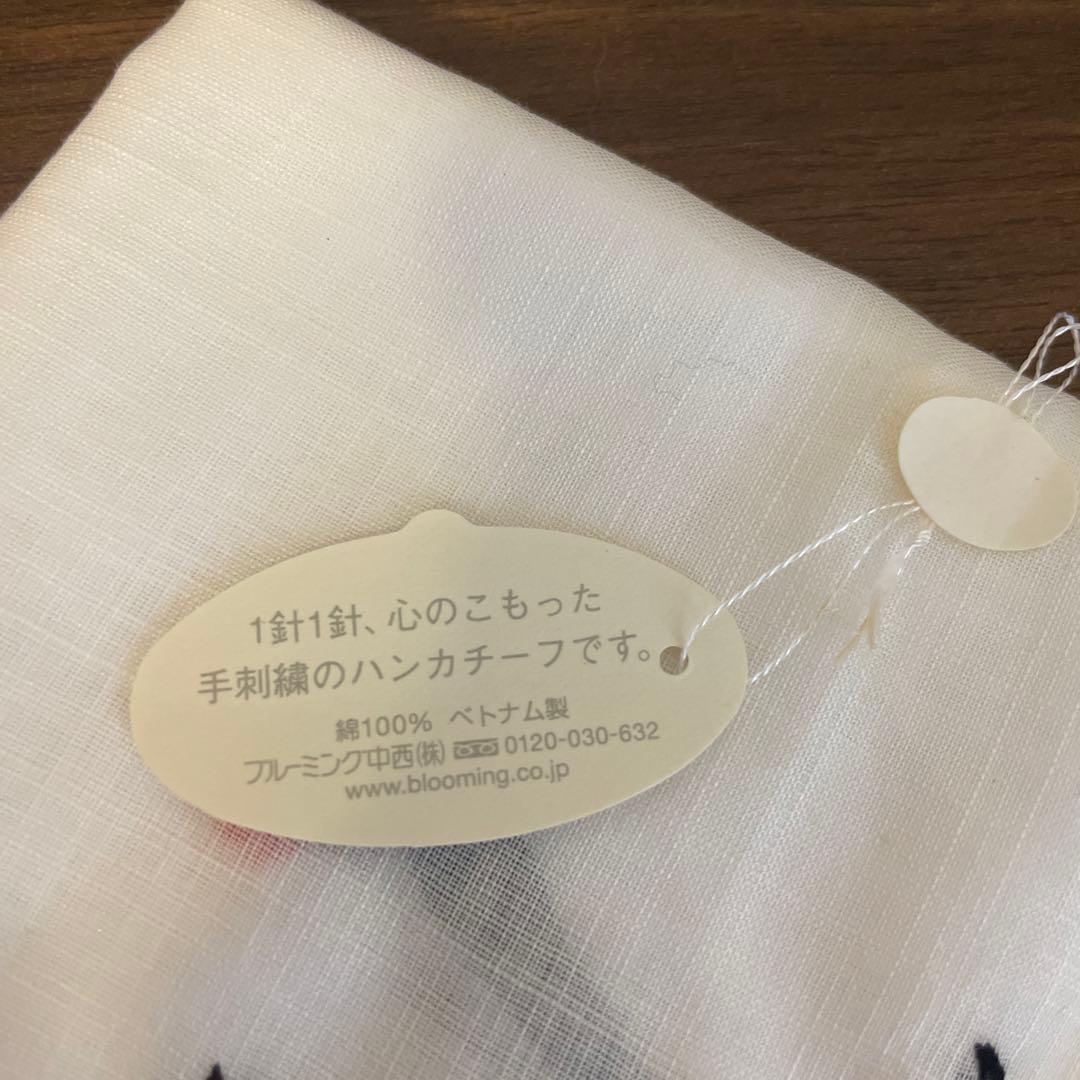 1針1針、心のこもった
手刺繍のハンカチーフです。
綿100% ベトナム製
ブルーミング中西(株) 0120-030-632
www.blooming.co.jp